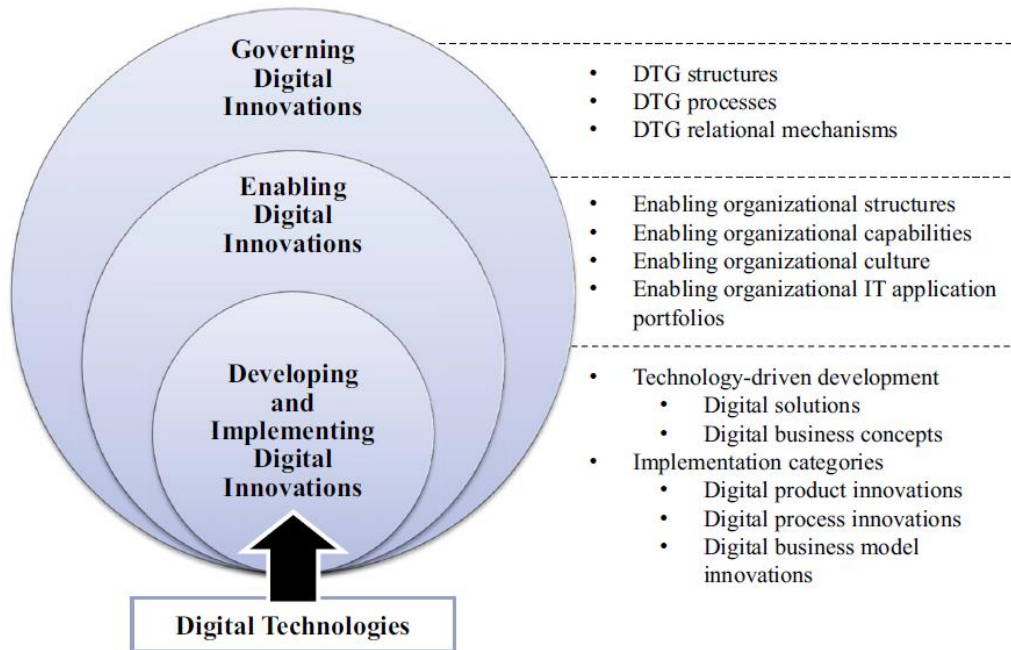 Governing
Digital
Innovations
• DTG structures
• DTG processes
• DTG relational mechanisms
Enabling
Digital
Innovations
• Enabling organizational structures
• Enabling organizational capabilities
• Enabling organizational culture
• Enabling organizational IT application
portfolios
Developing
and
Implementing
Digital
Innovations
• Technology-driven development
• Digital solutions
• Digital business concepts
• Implementation categories
• Digital product innovations
• Digital process innovations
• Digital business model
innovations
Digital Technologies